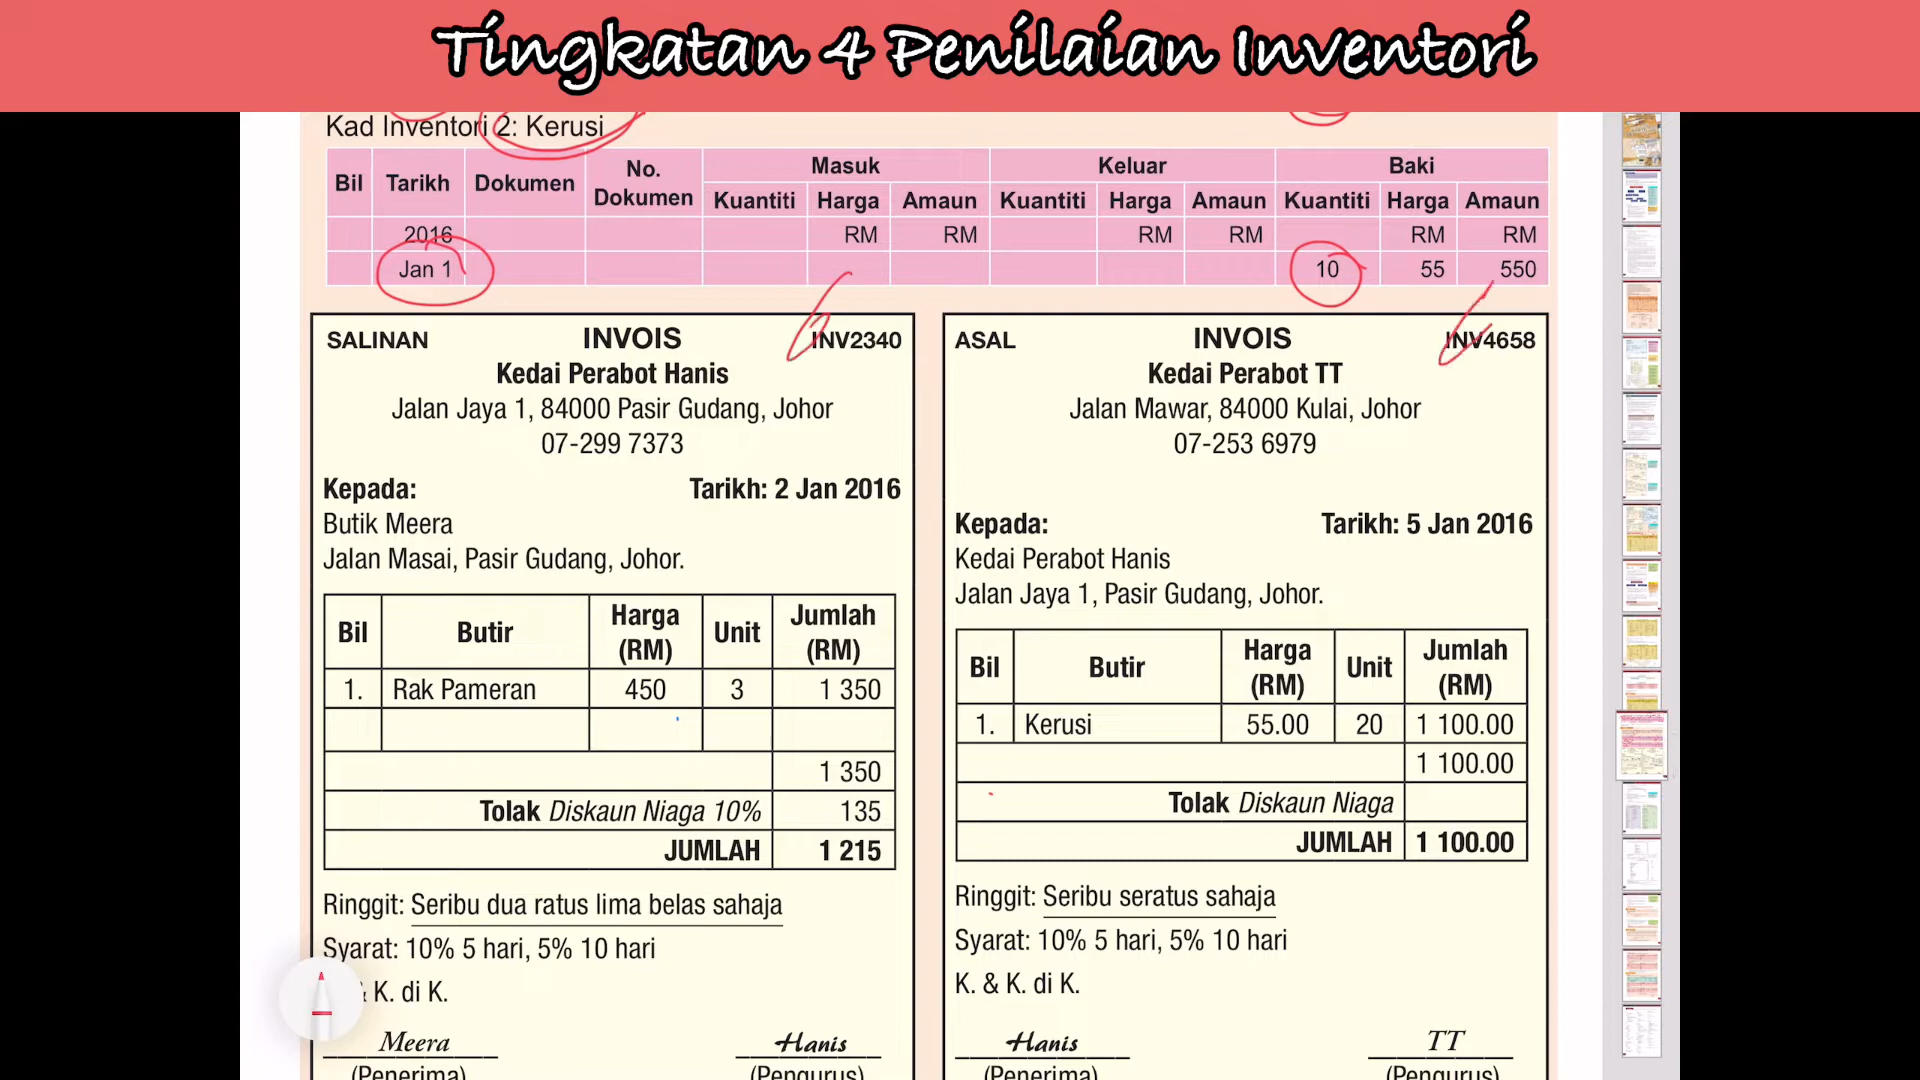 Tingkatan 4 Penilaian Inventori
Kad Inventori 2: Kerusi
Bil Tarikh Dokumen No. Dokumen Masuk Keluar Baki
Kuantiti Harga Amaun Kuantiti Harga Amaun Kuantiti Harga Amaun
2016 RM RM RM RM RM RM
Jan 1 10 55 550
SALINAN INVOIS INV2340
Kedai Perabot Hanis
Jalan Jaya 1, 84000 Pasir Gudang, Johor
07-299 7373
Kepada: Tarikh: 2 Jan 2016
Butik Meera
Jalan Masai, Pasir Gudang, Johor.
Bil Butir Harga (RM) Unit Jumlah (RM)
1. Rak Pameran 450 3 1 350
1 350
Tolak Diskaun Niaga 10% 135
JUMLAH 1 215
Ringgit: Seribu dua ratus lima belas sahaja
Syarat: 10% 5 hari, 5% 10 hari
K. di K.
Meera Hanis
(Penerima) (Pengurus)
ASAL INVOIS INV4658
Kedai Perabot TT
Jalan Mawar, 84000 Kulai, Johor
07-253 6979
Kepada: Tarikh: 5 Jan 2016
Kedai Perabot Hanis
Jalan Jaya 1, Pasir Gudang, Johor.
Bil Butir Harga (RM) Unit Jumlah (RM)
1. Kerusi 55.00 20 1 100.00
1 100.00
Tolak Diskaun Niaga
JUMLAH 1 100.00
Ringgit: Seribu seratus sahaja
Syarat: 10% 5 hari, 5% 10 hari
K. & K. di K.
Hanis TT
(Penerima) (Pengurus)